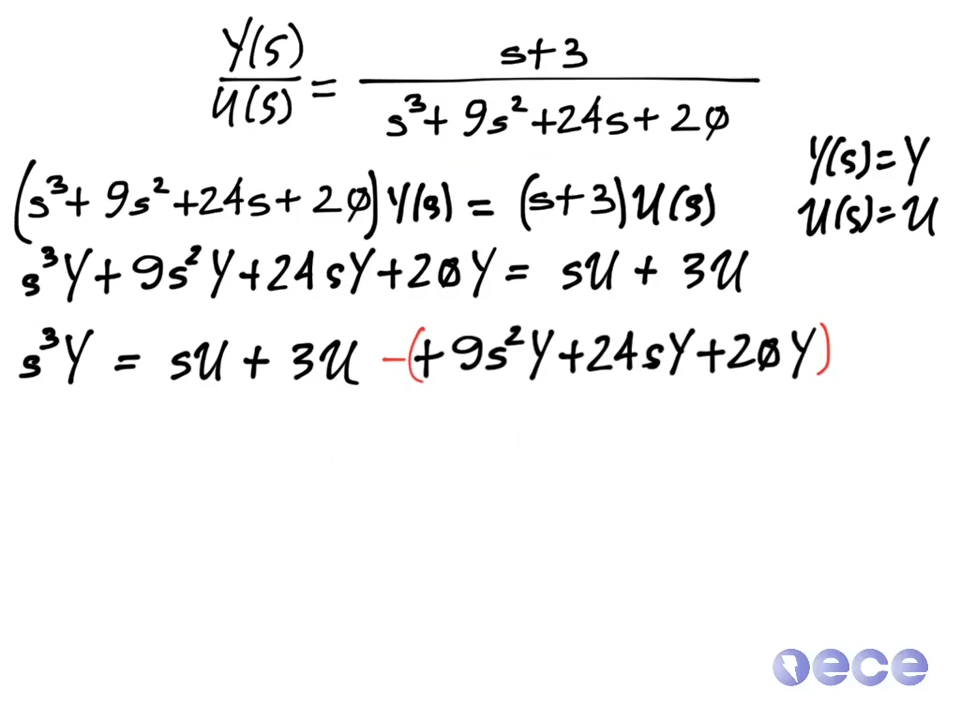 Y(s)/U(s) = (s+3)/(s³+9s²+24s+20)
(s³+9s²+24s+20)Y(s) = (s+3)U(s)
Y(s)=Y
U(s)=U
s³Y+9s²Y+24sY+20Y = sU+3U
s³Y = sU+3U -(+9s²Y+24sY+20Y)
ece